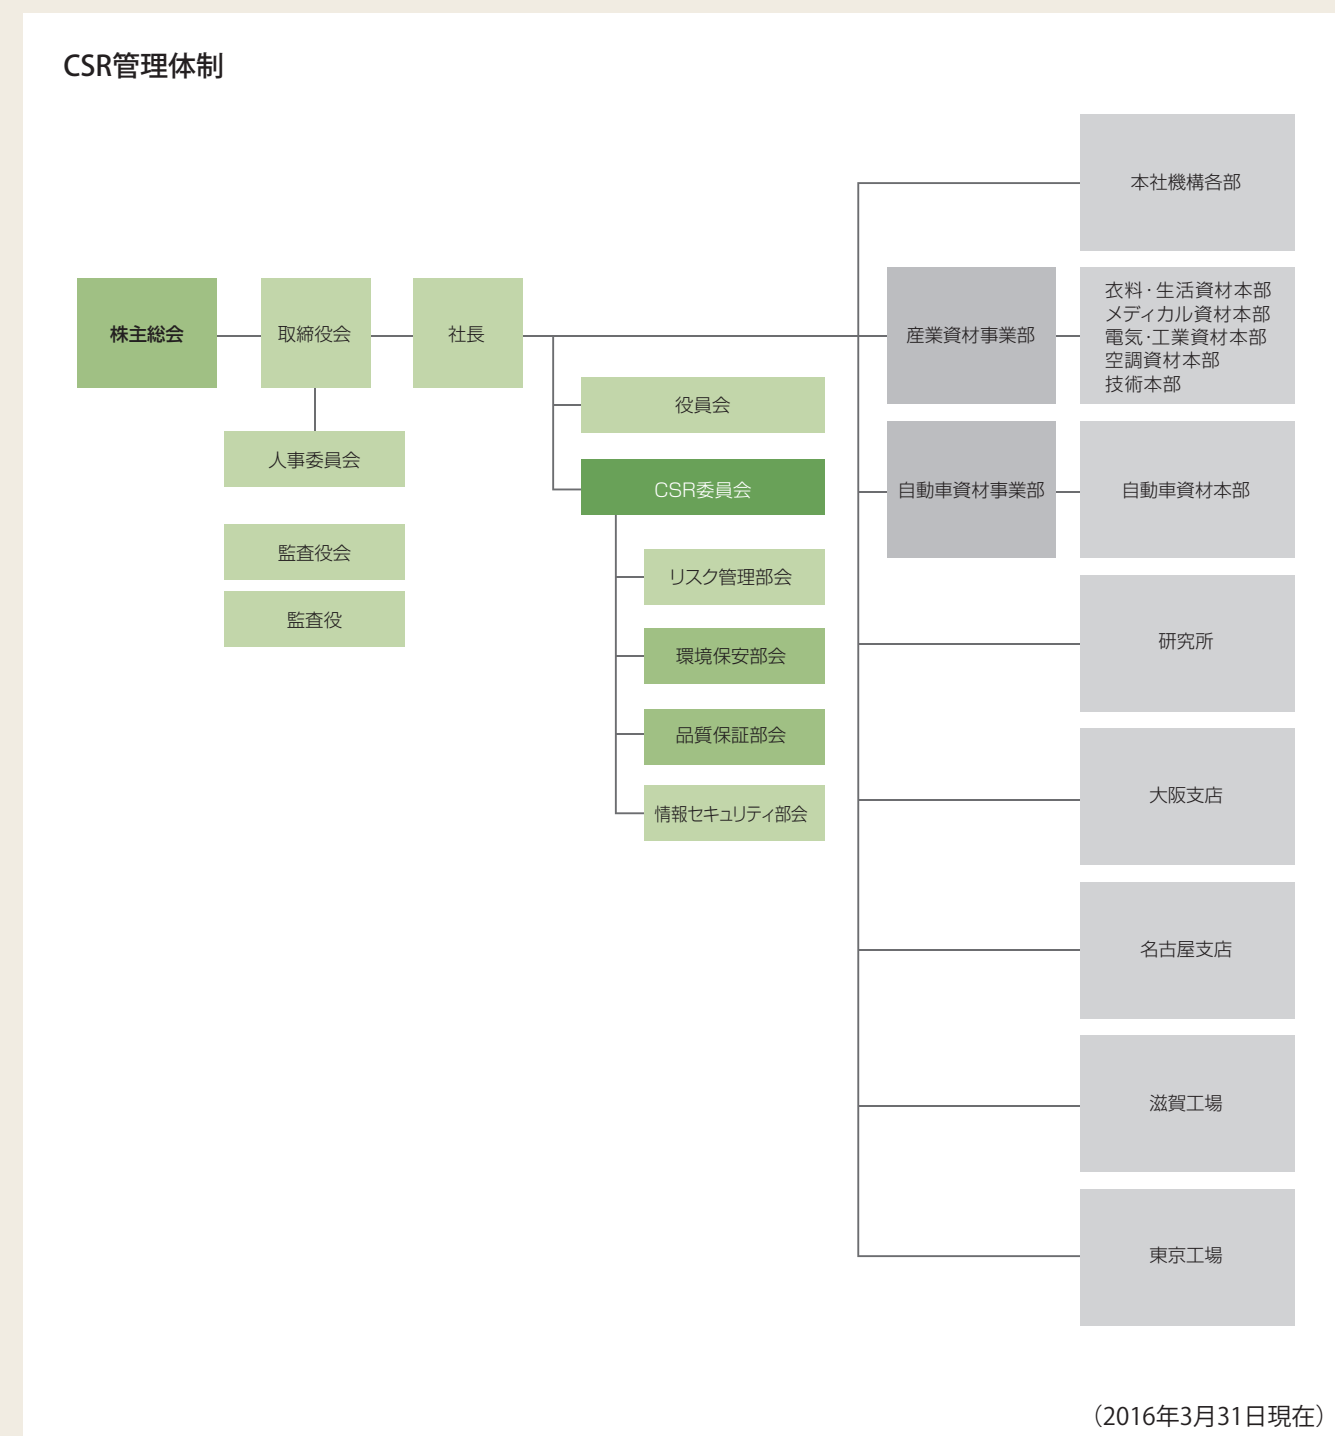 CSR管理体制
株主総会
取締役会
社長
人事委員会
監査役会
監査役
役員会
CSR委員会
リスク管理部会
環境保安部会
品質保証部会
情報セキュリティ部会
本社機構各部
産業資材事業部
衣料・生活資材本部
メディカル資材本部
電気・工業資材本部
空調資材本部
技術本部
自動車資材事業部
自動車資材本部
研究所
大阪支店
名古屋支店
滋賀工場
東京工場
（2016年3月31日現在）